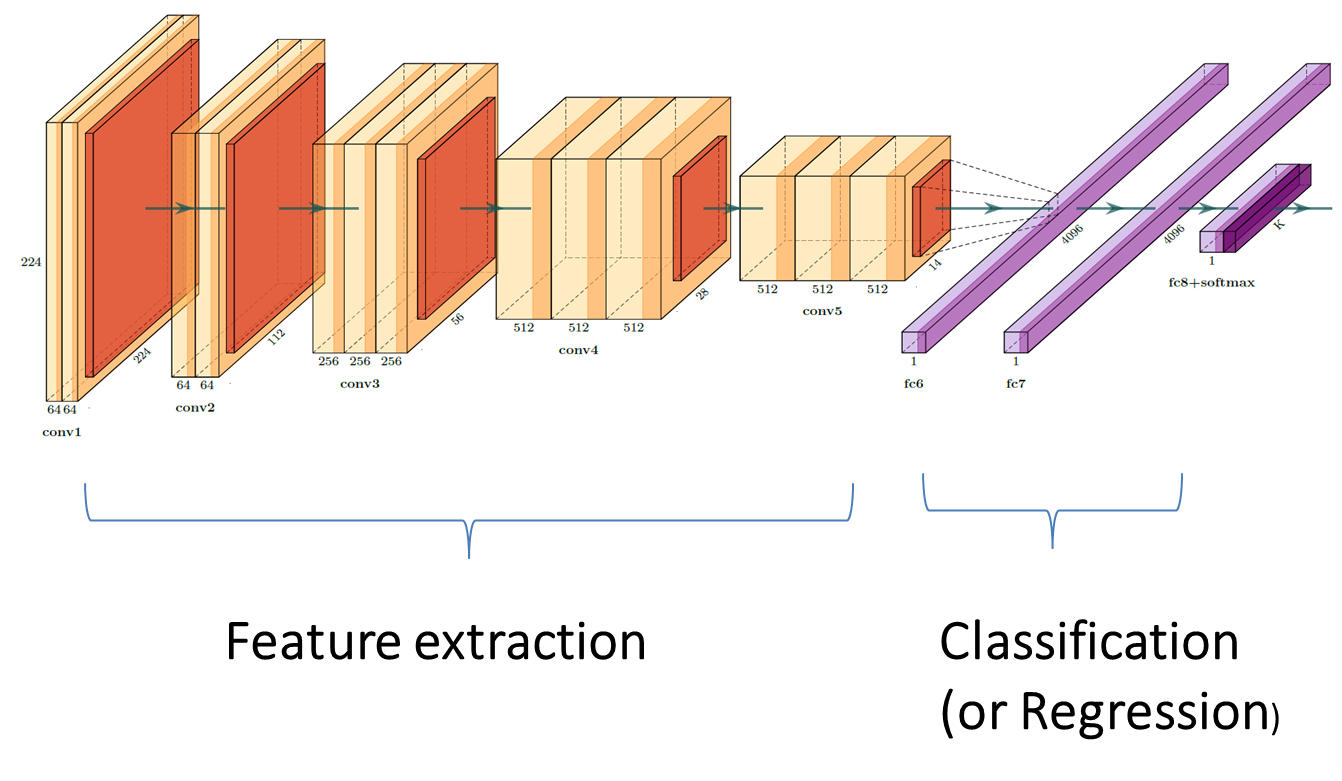 224
224
64 64
conv1
112
64 64
conv2
56
256 256 256
conv3
28
512 512 512
conv4
14
512 512 512
conv5
4096
1
fc6
4096
1
fc7
K
1
fc8+softmax
Feature extraction
Classification
(or Regression)